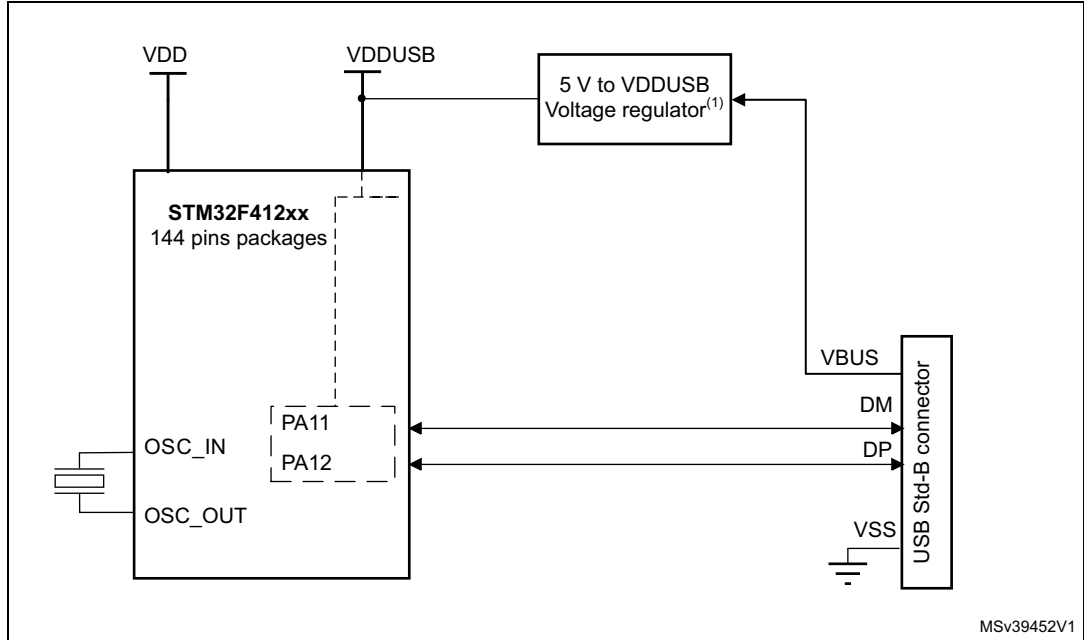 VDD
VDDUSB
5 V to VDDUSB
Voltage regulator(1)
STM32F412xx
144 pins packages
VBUS
DM
PA11
OSC_IN
DP
PA12
OSC_OUT
VSS
USB Std-B connector
MSv39452V1